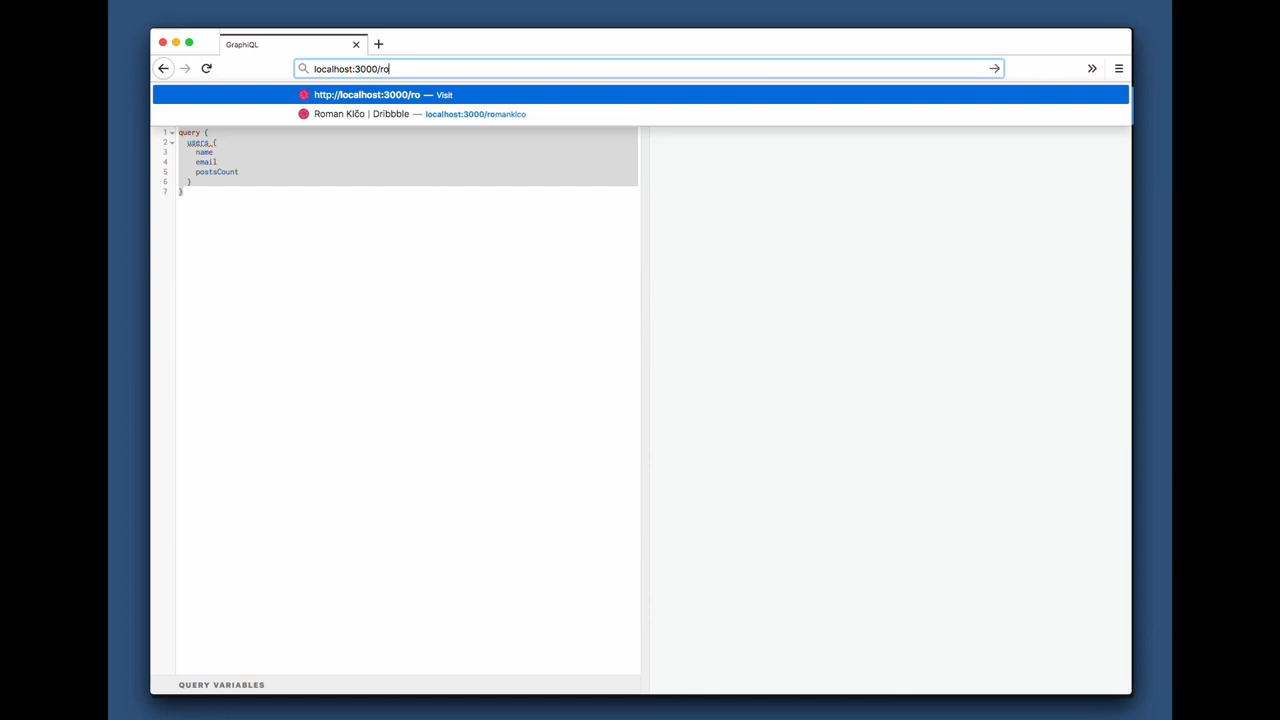 GraphiQL
localhost:3000/ro
http://localhost:3000/ro — Visit
Roman Klčo | Dribbble — localhost:3000/romanklco
1 query {
2 users {
3 name
4 email
5 postsCount
6 }
7 }
QUERY VARIABLES